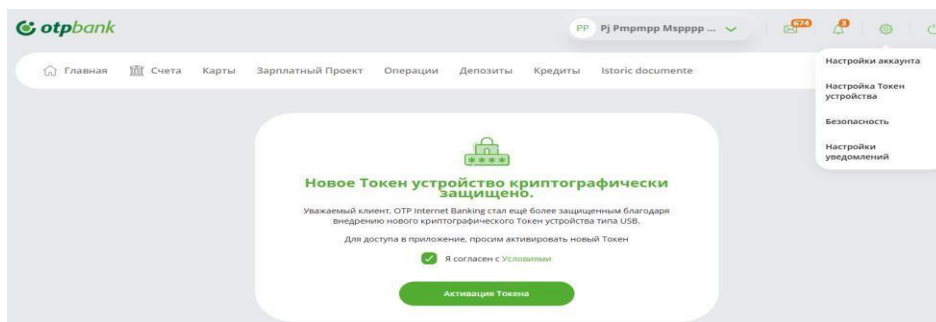 otpbank
PP Pj Pmpmpp Mspppp ...
674
8
Главная Счета Карты Зарплатный Проект Операции Депозиты Кредиты Istoric documente
Настройки аккаунта
Настройка Токен
устройства
Безопасность
Настройки
уведомлений
****
Новое Токен устройство криптографически
защищено.
Уважаемый клиент, OTP Internet Banking стал ещё более защищенным благодаря
внедрению нового криптографического Токен устройства типа USB.
Для доступа в приложение, просим активировать новый Токен
Я согласен с Условиями
Активация Токена